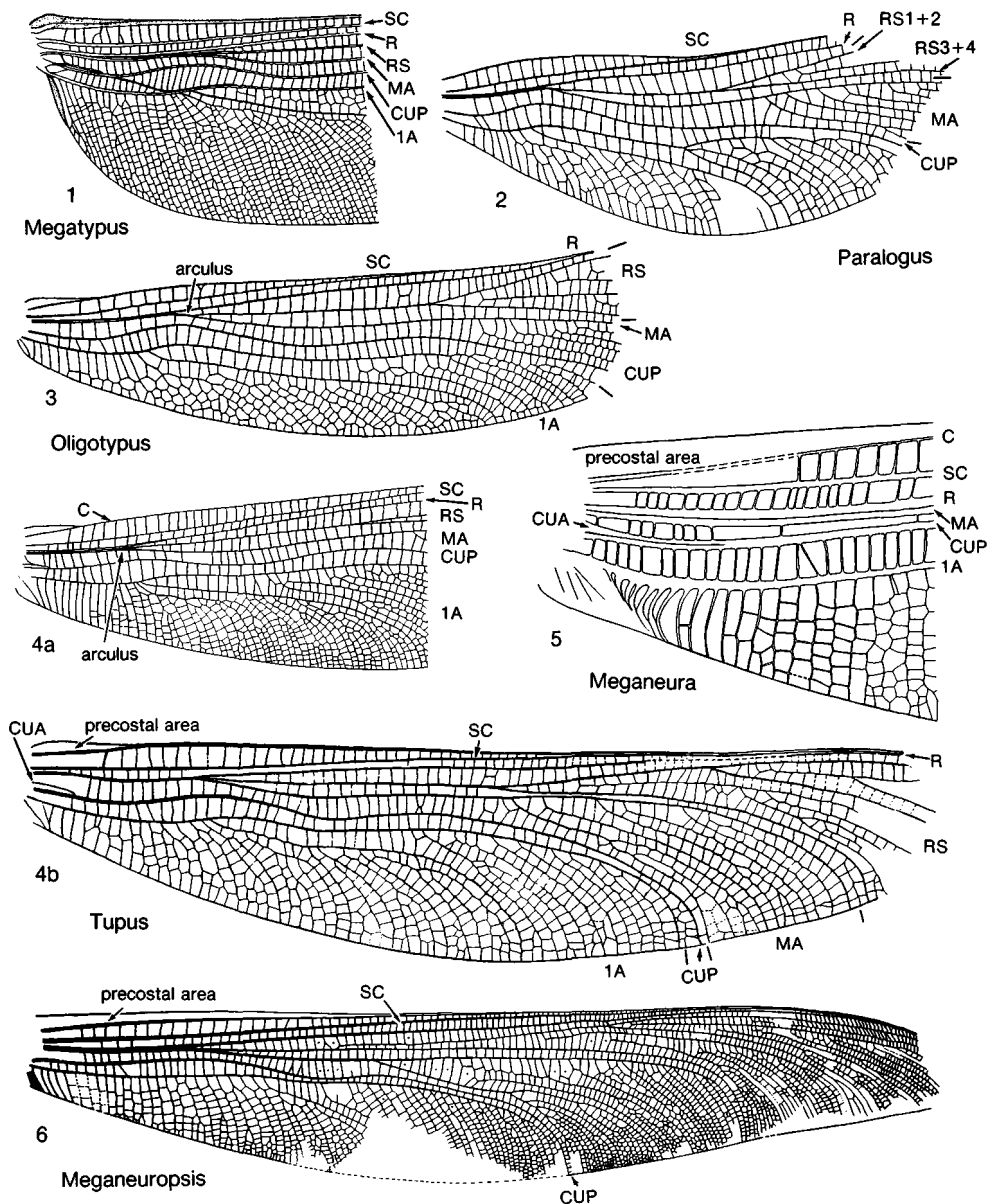 SC
R
RS
MA
CUP
1A
1
Megatypus
SC
R
RS1+2
RS3+4
MA
CUP
2
Paralogus
arculus
SC
R
RS
MA
CUP
1A
3
Oligotypus
C
SC
R
RS
MA
CUP
1A
4a
arculus
precostal area
C
SC
R
CUA
MA
CUP
1A
5
Meganeura
CUA
precostal area
SC
R
RS
4b
Tupus
1A
CUP
MA
precostal area
SC
6
Meganeuropsis
CUP